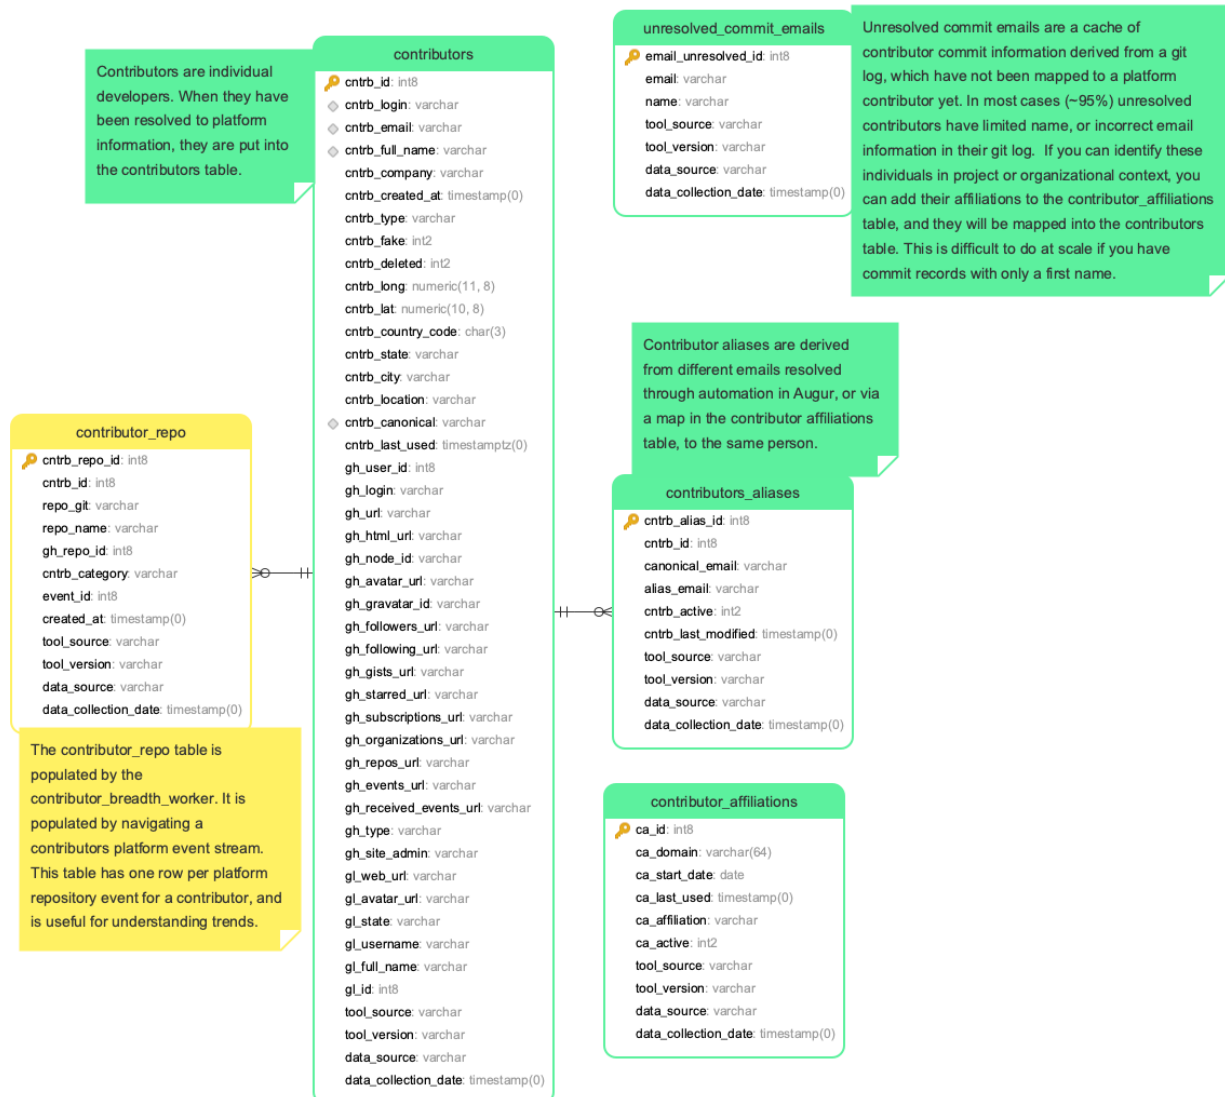 Contributors are individual
developers. When they have
been resolved to platform
information, they are put into
the contributors table.
contributors
cntrb_id: int8
cntrb_login: varchar
cntrb_email: varchar
cntrb_full_name: varchar
cntrb_company: varchar
cntrb_created_at: timestamp(0)
cntrb_type: varchar
cntrb_fake: int2
cntrb_deleted: int2
cntrb_long: numeric(11, 8)
cntrb_lat: numeric(10, 8)
cntrb_country_code: char(3)
cntrb_state: varchar
cntrb_city: varchar
cntrb_location: varchar
cntrb_canonical: varchar
cntrb_last_used: timestamptz(0)
gh_user_id: int8
gh_login: varchar
gh_url: varchar
gh_html_url: varchar
gh_node_id: varchar
gh_avatar_url: varchar
gh_gravatar_id: varchar
gh_followers_url: varchar
gh_following_url: varchar
gh_gists_url: varchar
gh_starred_url: varchar
gh_subscriptions_url: varchar
gh_organizations_url: varchar
gh_repos_url: varchar
gh_events_url: varchar
gh_received_events_url: varchar
gh_type: varchar
gh_site_admin: varchar
gl_web_url: varchar
gl_avatar_url: varchar
gl_state: varchar
gl_username: varchar
gl_full_name: varchar
gl_id: int8
tool_source: varchar
tool_version: varchar
data_source: varchar
data_collection_date: timestamp(0)
unresolved_commit_emails
email_unresolved_id: int8
email: varchar
name: varchar
tool_source: varchar
tool_version: varchar
data_source: varchar
data_collection_date: timestamp(0)
Unresolved commit emails are a cache of
contributor commit information derived from a git
log, which have not been mapped to a platform
contributor yet. In most cases (~95%) unresolved
contributors have limited name, or incorrect email
information in their git log.  If you can identify these
individuals in project or organizational context, you
can add their affiliations to the contributor_affiliations
table, and they will be mapped into the contributors
table. This is difficult to do at scale if you have
commit records with only a first name.
Contributor aliases are derived
from different emails resolved
through automation in Augur, or via
a map in the contributor affiliations
table, to the same person.
contributor_repo
cntrb_repo_id: int8
cntrb_id: int8
repo_git: varchar
repo_name: varchar
gh_repo_id: int8
cntrb_category: varchar
event_id: int8
created_at: timestamp(0)
tool_source: varchar
tool_version: varchar
data_source: varchar
data_collection_date: timestamp(0)
The contributor_repo table is
populated by the
contributor_breadth_worker. It is
populated by navigating a
contributors platform event stream.
This table has one row per platform
repository event for a contributor, and
is useful for understanding trends.
contributors_aliases
cntrb_alias_id: int8
cntrb_id: int8
canonical_email: varchar
alias_email: varchar
cntrb_active: int2
cntrb_last_modified: timestamp(0)
tool_source: varchar
tool_version: varchar
data_source: varchar
data_collection_date: timestamp(0)
contributor_affiliations
ca_id: int8
ca_domain: varchar(64)
ca_start_date: date
ca_last_used: timestamp(0)
ca_affiliation: varchar
ca_active: int2
tool_source: varchar
tool_version: varchar
data_source: varchar
data_collection_date: timestamp(0)